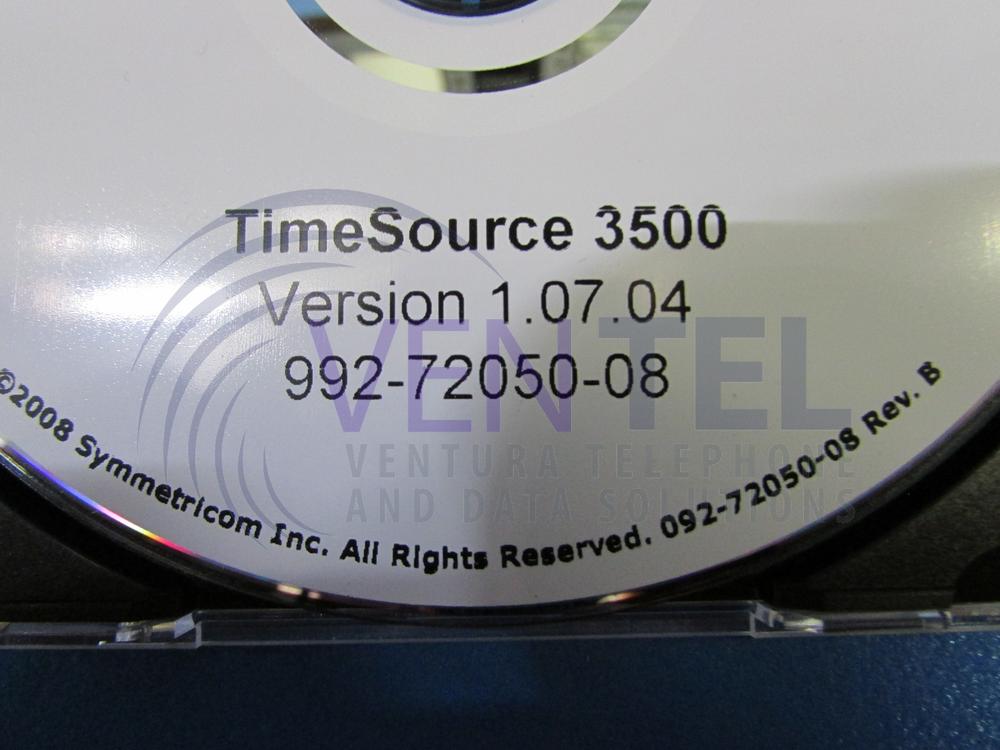 TimeSource 3500
Version 1.07.04
992-72050-08
©2008 Symmetricom Inc. All Rights Reserved. 092-72050-08 Rev. B
VENTEL
VENTURA TELEPHONE
AND DATA SOLUTIONS